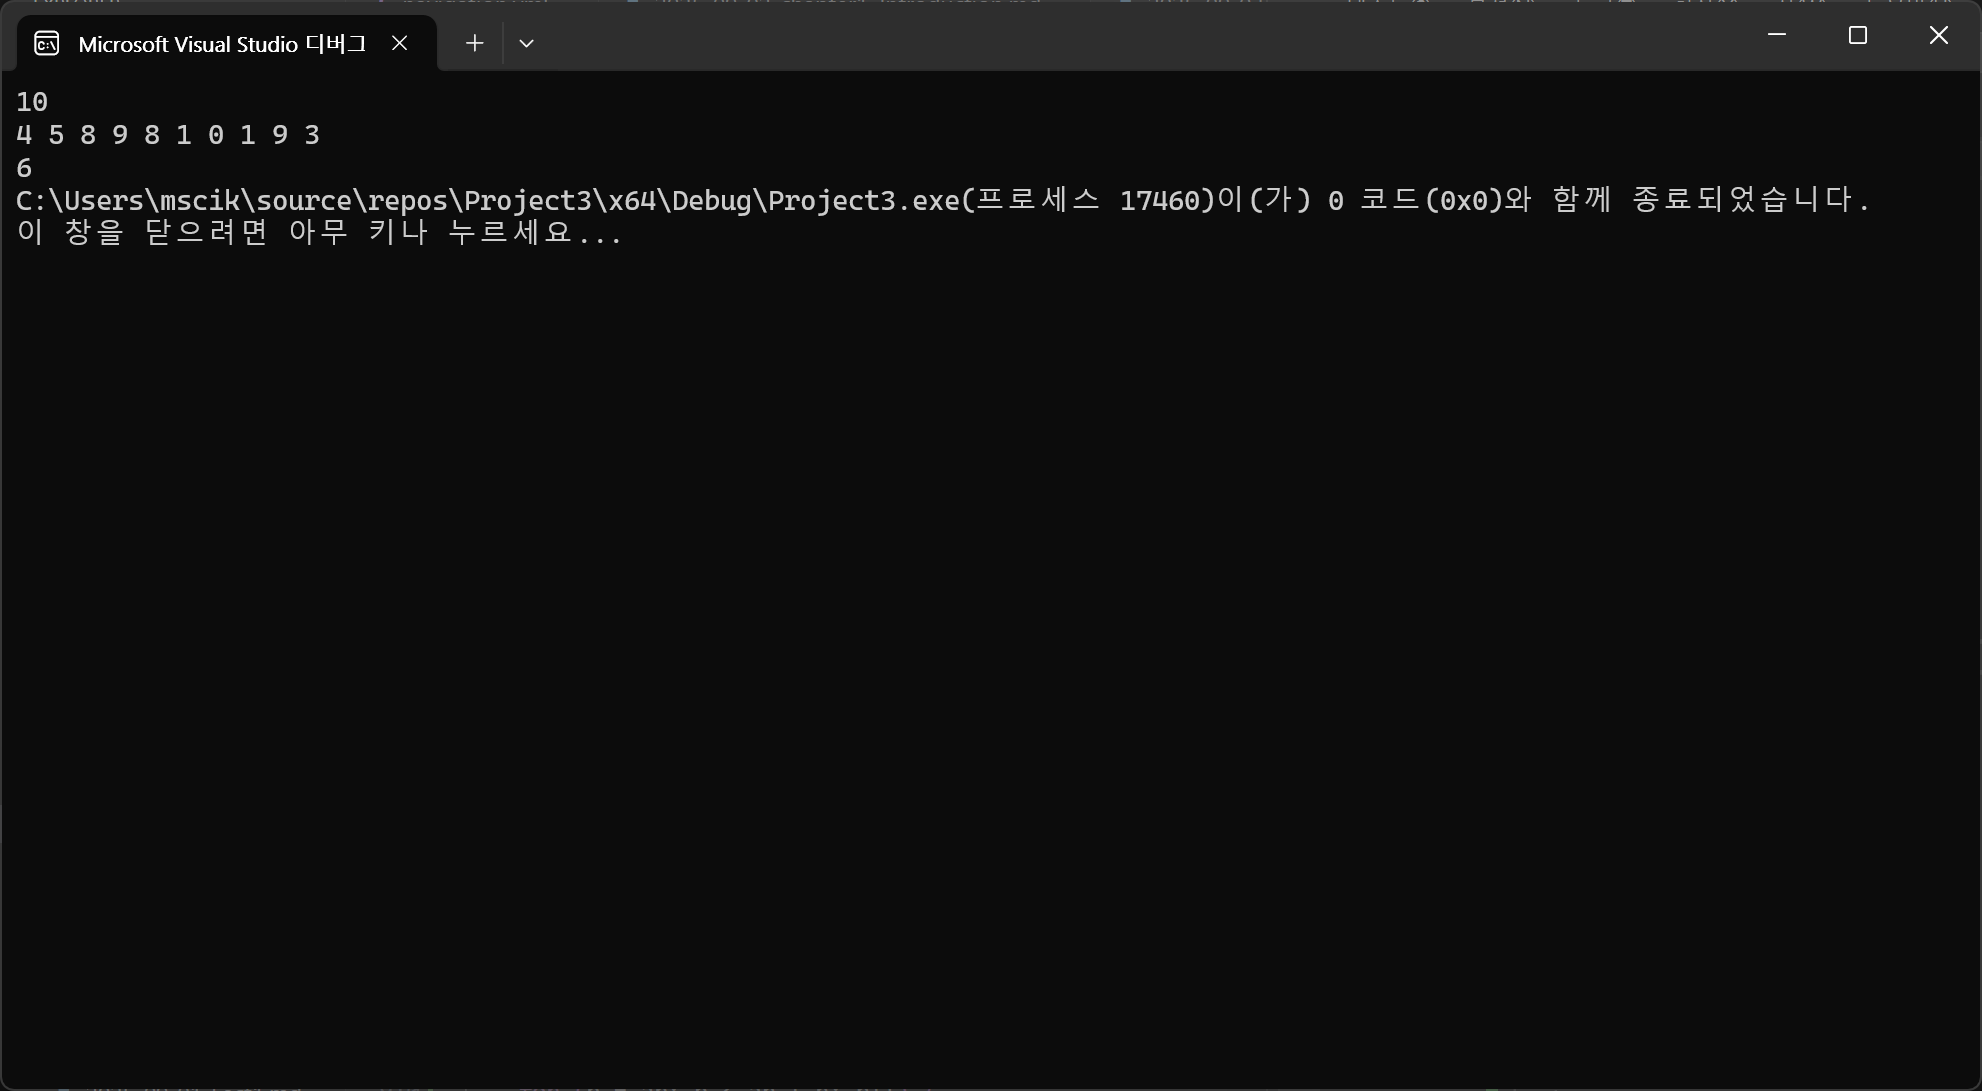 Microsoft Visual Studio 디버그
10
4 5 8 9 8 1 0 1 9 3
6
C:\Users\mscik\source\repos\Project3\x64\Debug\Project3.exe(프로세스 17460)이(가) 0 코드(0x0)와 함께 종료되었습니다.
이 창을 닫으려면 아무 키나 누르세요...